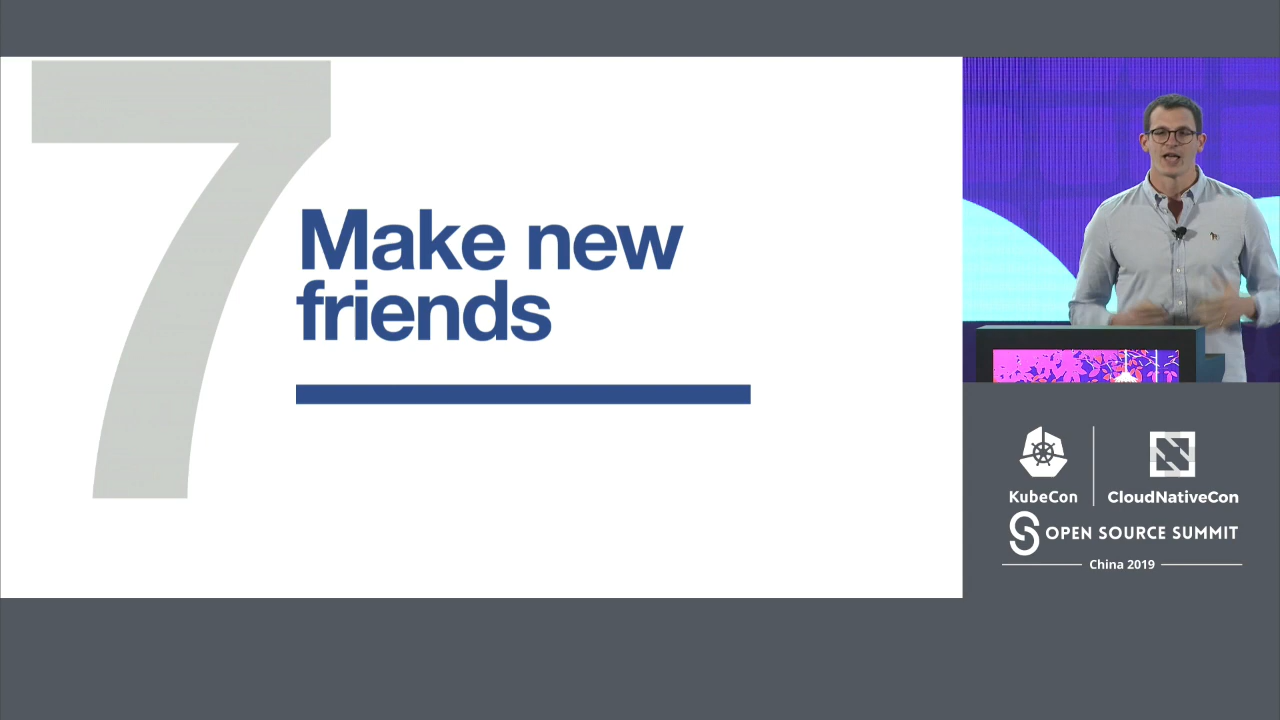 7
Make new
friends
KubeCon
CloudNativeCon
OPEN SOURCE SUMMIT
China 2019